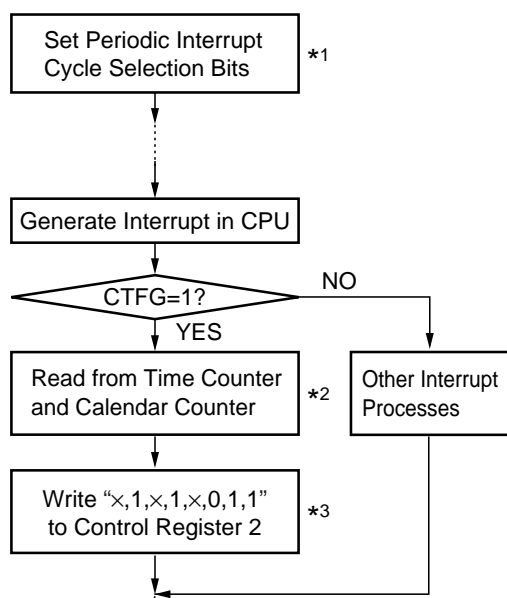 Set Periodic Interrupt
Cycle Selection Bits
*1
Generate Interrupt in CPU
CTFG=1?
NO
YES
Read from Time Counter
and Calendar Counter
*2
Other Interrupt
Processes
Write “×,1,×,1,×,0,1,1”
to Control Register 2
*3